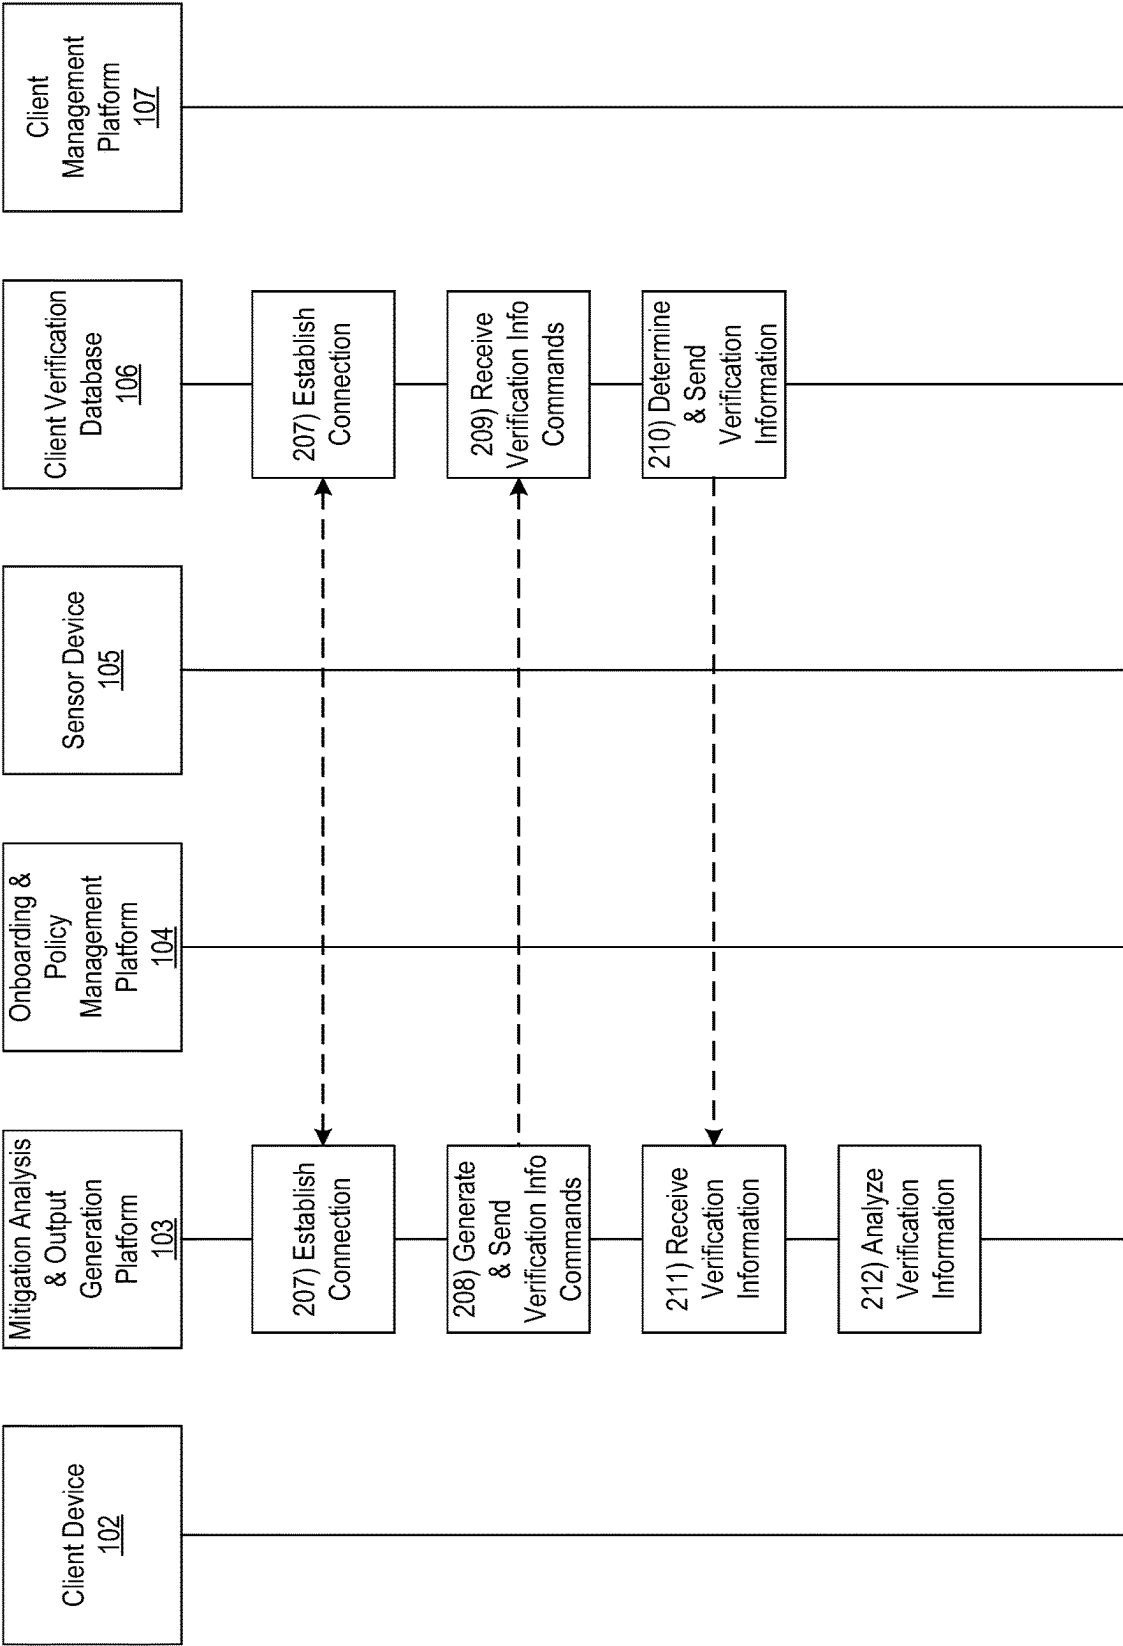 Client Device
102
Mitigation Analysis
& Output
Generation
Platform
103
Onboarding &
Policy
Management
Platform
104
Sensor Device
105
Client Verification
Database
106
Client
Management
Platform
107
207) Establish
Connection
207) Establish
Connection
208) Generate
& Send
Verification Info
Commands
209) Receive
Verification Info
Commands
211) Receive
Verification
Information
210) Determine
& Send
Verification
Information
212) Analyze
Verification
Information